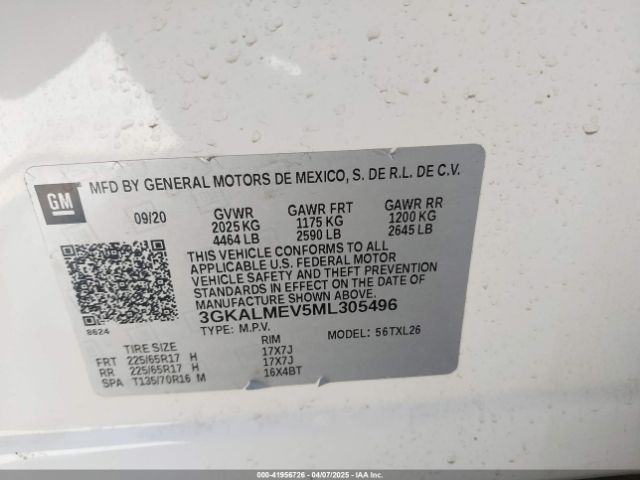 GM
MFD BY GENERAL MOTORS DE MEXICO, S. DE R.L. DE C.V.
09/20 GVWR GAWR FRT GAWR RR
2025 KG 1175 KG 1200 KG
4464 LB 2590 LB 2645 LB
THIS VEHICLE CONFORMS TO ALL
APPLICABLE U.S. FEDERAL MOTOR
VEHICLE SAFETY AND THEFT PREVENTION
STANDARDS IN EFFECT ON THE DATE OF
MANUFACTURE SHOWN ABOVE.
8624 3GKALMEV5ML305496
TYPE: M.P.V. MODEL: 56TXL26
TIRE SIZE RIM
FRT 225/65R17 H 17X7J
RR 225/65R17 H 17X7J
SPA T135/70R16 M 16X4BT
000-41956726 - 04/07/2025 - IAAI.COM